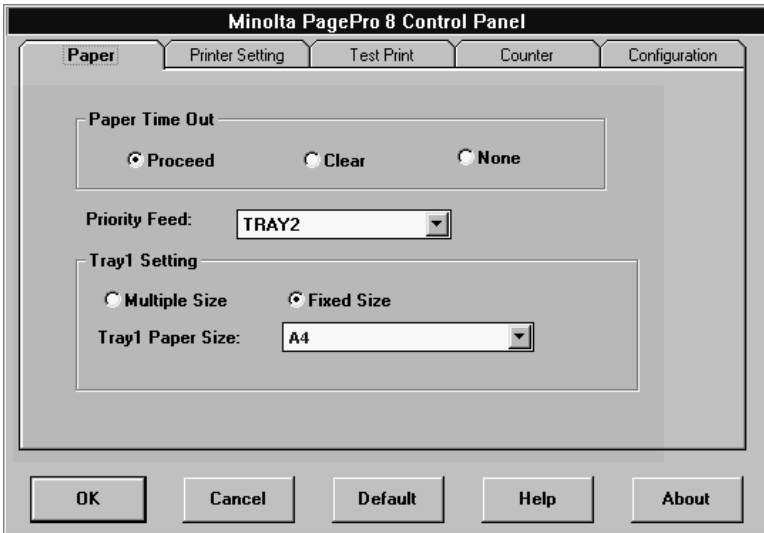 Minolta PagePro 8 Control Panel
Paper Printer Setting Test Print Counter Configuration
Paper Time Out
Proceed Clear None
Priority Feed: TRAY2
Tray1 Setting
Multiple Size Fixed Size
Tray1 Paper Size: A4
OK Cancel Default Help About